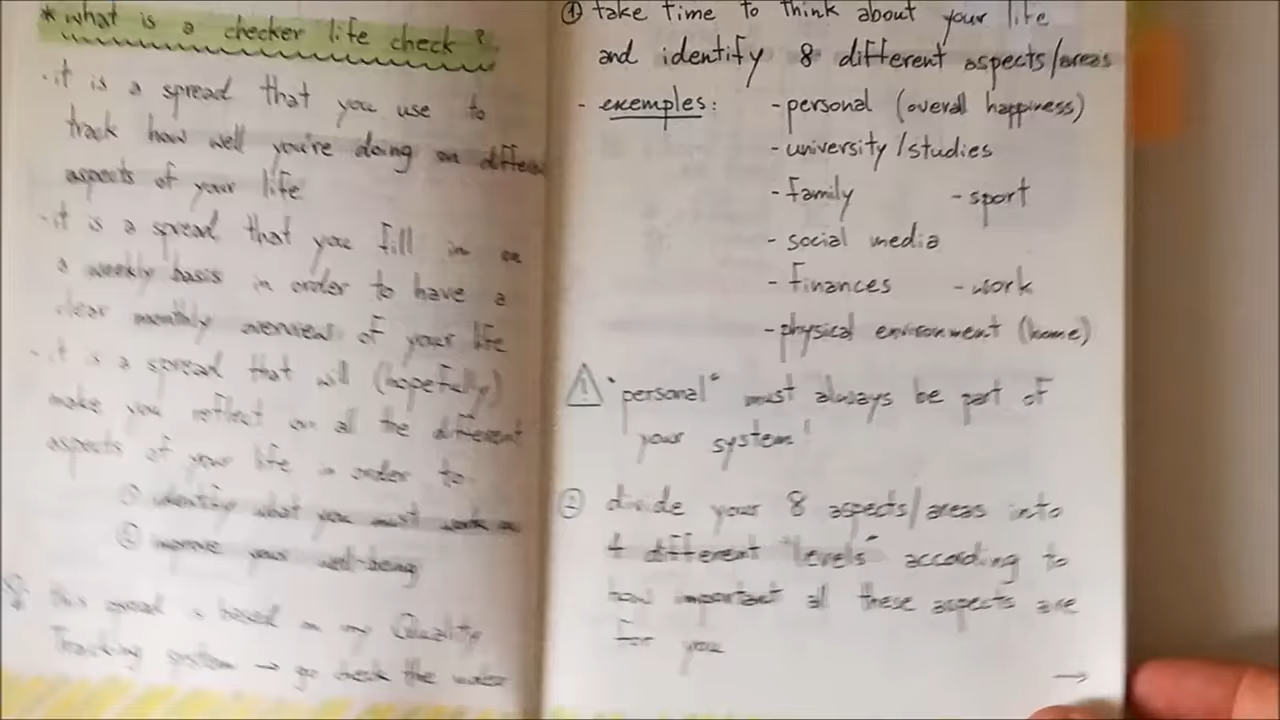 * what is a checker life check ?
- it is a spread that you use to
track how well you're doing on different
aspects of your life
- it is a spread that you fill in on
a weekly basis in order to have a
clear monthly overview of your life
- it is a spread that will (hopefully)
make you reflect on all the different
aspects of your life in order to
① identify what you must work on
② improve your well-being
this spread is based on my Quality
Tracking system → go check the video
① take time to think about your life
and identify 8 different aspects/areas
- exemples: - personal (overall happiness)
- university/studies
- family - sport
- social media
- finances - work
- physical environment (home)
⚠ "personal" must always be part of
your system!
② divide your 8 aspects/areas into
4 different "levels" according to
how important all these aspects are
for you
→